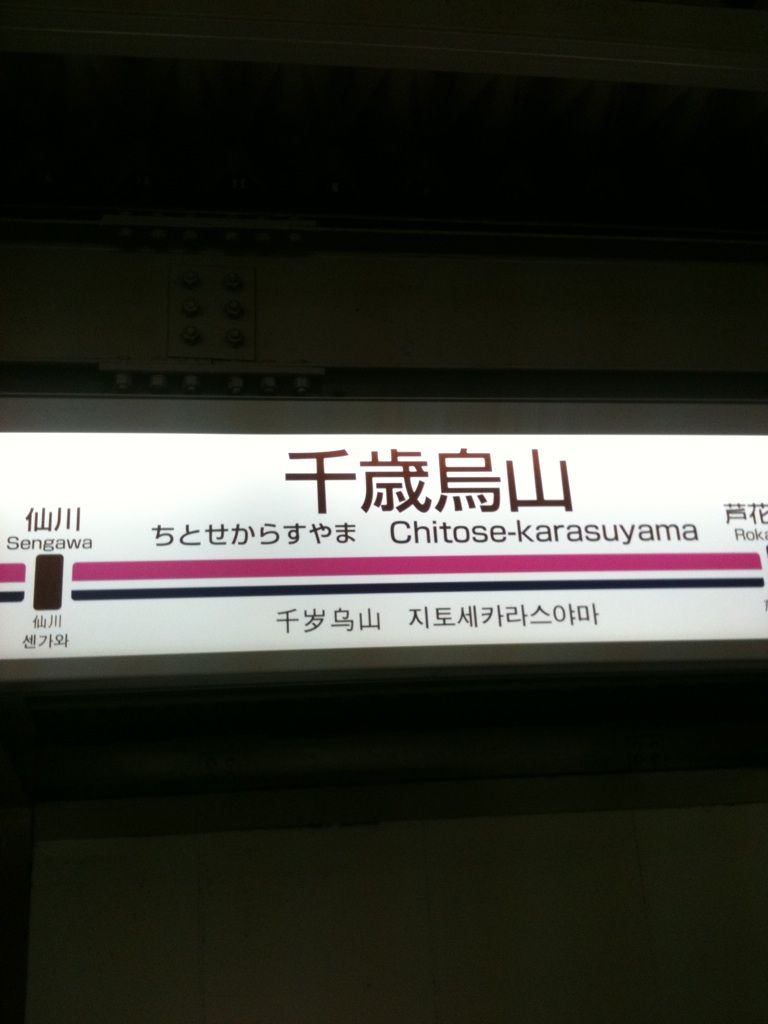 千歳烏山
仙川
Sengawa
ちとせからすやま Chitose-karasuyama
芦花
Roka
仙川
센가와
千岁乌山 지토세카라스야마